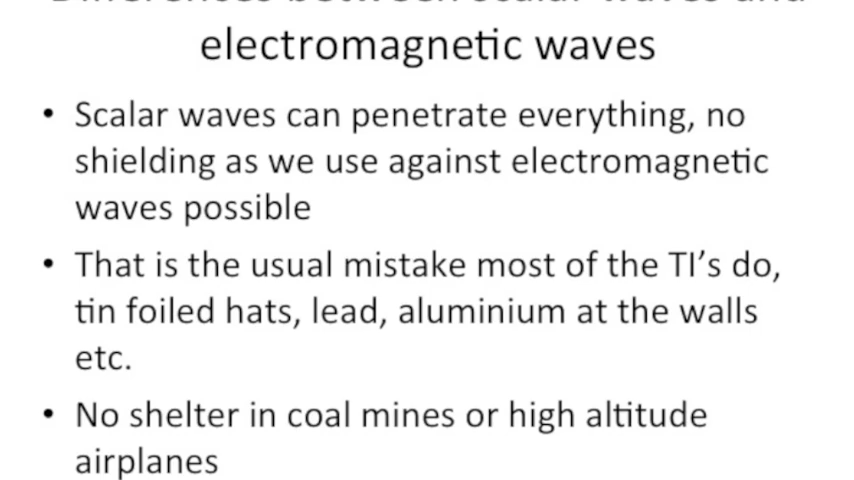 Differences between scalar waves and
electromagnetic waves
• Scalar waves can penetrate everything, no
shielding as we use against electromagnetic
waves possible
• That is the usual mistake most of the TI’s do,
tin foiled hats, lead, aluminium at the walls
etc.
• No shelter in coal mines or high altitude
airplanes